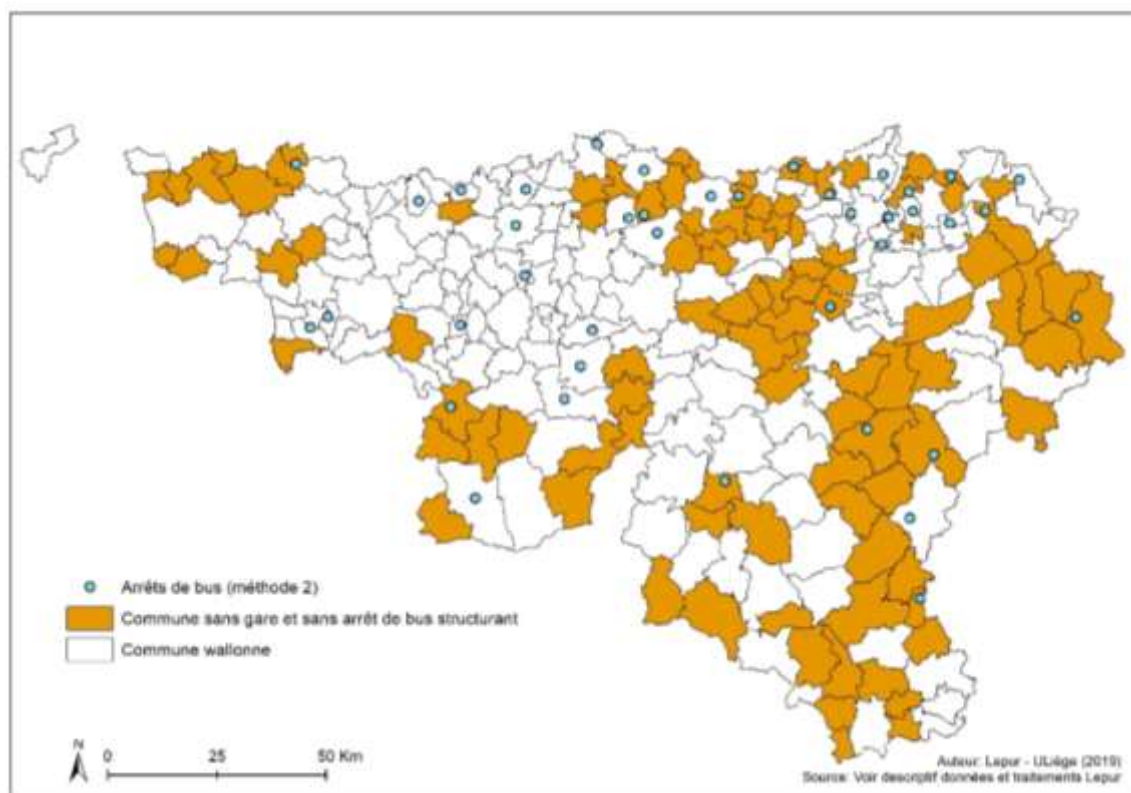 Arrêts de bus (méthode 2)
Commune sans gare et sans arrêt de bus structurant
Commune wallonne
N
0 25 50 Km
Auteur: Lepur - ULiège (2019)
Source: Voir descriptif données et traitements Lepur